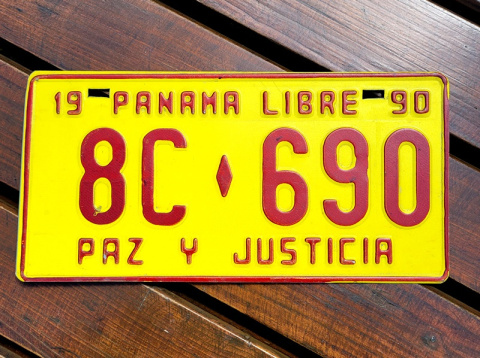 19 PANAMA LIBRE 90
8C ♦ 690
PAZ Y JUSTICIA